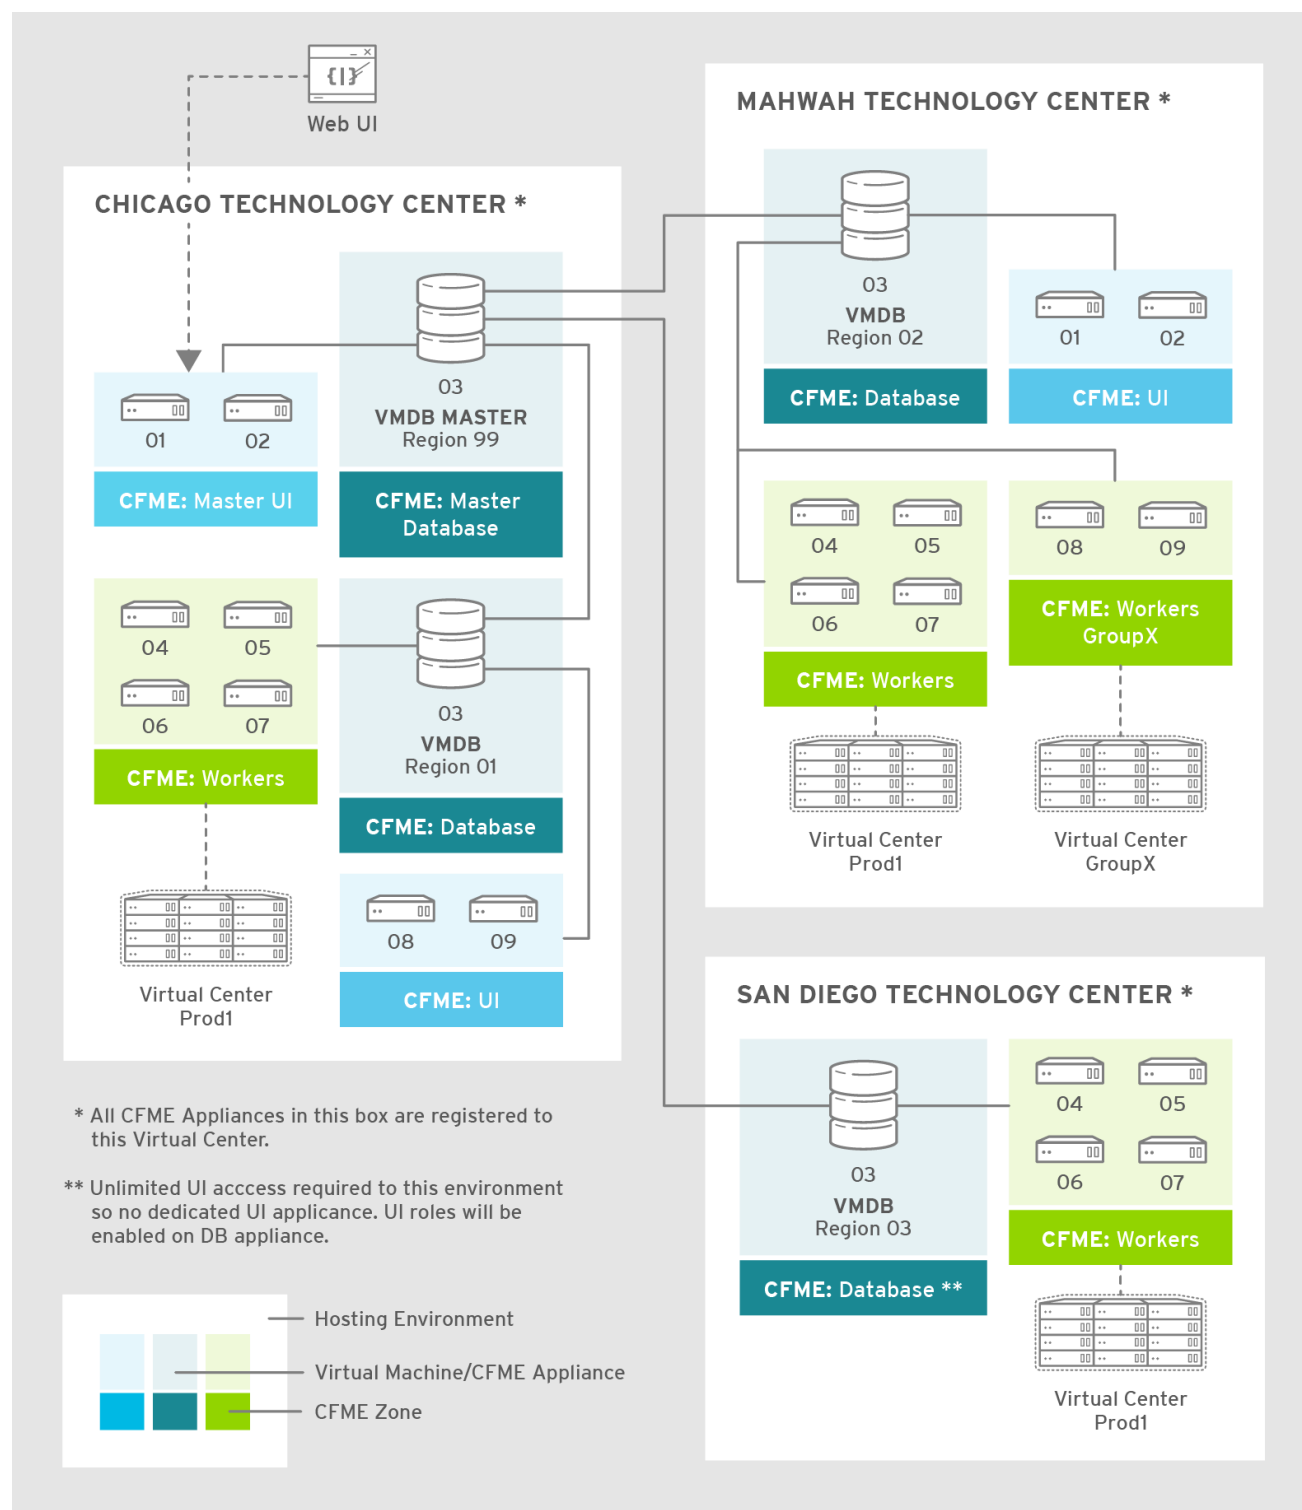 Web UI
CHICAGO TECHNOLOGY CENTER *
03
VMDB MASTER
Region 99
01 02
CFME: Master UI
CFME: Master
Database
04 05
06 07
CFME: Workers
03
VMDB
Region 01
CFME: Database
Virtual Center
Prod1
08 09
CFME: UI
MAHWAH TECHNOLOGY CENTER *
03
VMDB
Region 02
CFME: Database
01 02
CFME: UI
04 05
06 07
CFME: Workers
08 09
CFME: Workers
GroupX
Virtual Center
Prod1
Virtual Center
GroupX
SAN DIEGO TECHNOLOGY CENTER *
03
VMDB
Region 03
CFME: Database **
04 05
06 07
CFME: Workers
Virtual Center
Prod1
* All CFME Appliances in this box are registered to
this Virtual Center.
** Unlimited UI acccess required to this environment
so no dedicated UI applicance. UI roles will be
enabled on DB appliance.
Hosting Environment
Virtual Machine/CFME Appliance
CFME Zone